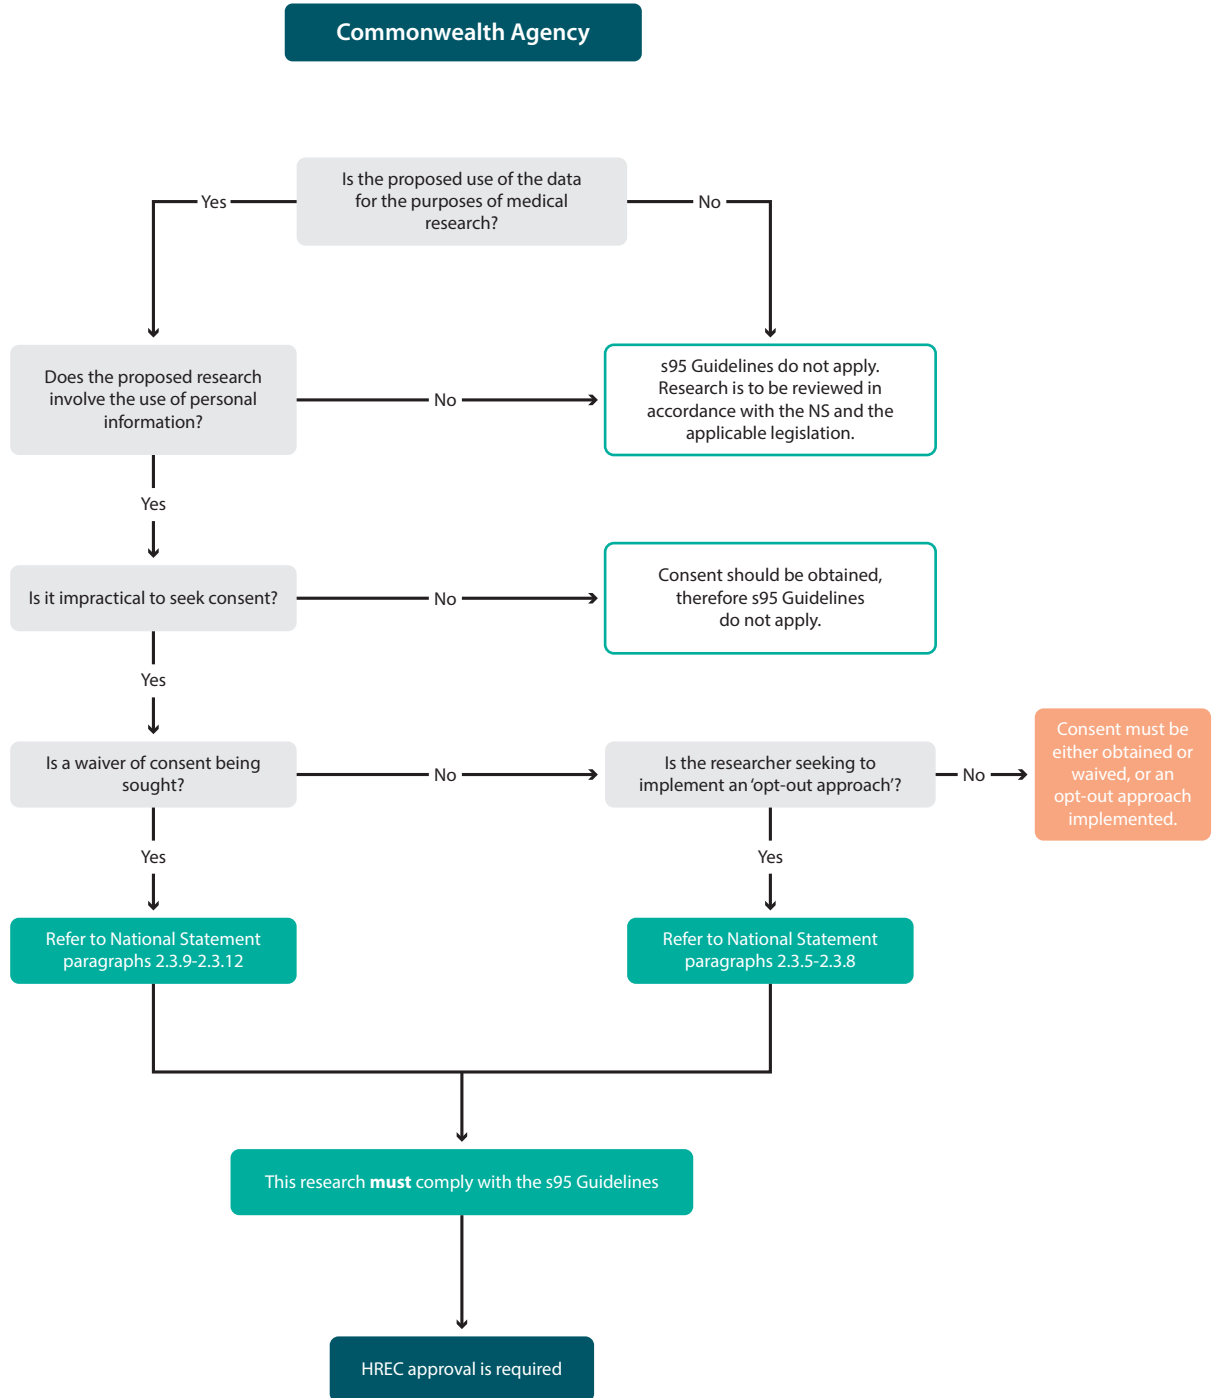 Commonwealth Agency
Is the proposed use of the data
for the purposes of medical
research?
Yes
No
Does the proposed research
involve the use of personal
information?
No
s95 Guidelines do not apply.
Research is to be reviewed in
accordance with the NS and the
applicable legislation.
Yes
Is it impractical to seek consent?
No
Consent should be obtained,
therefore s95 Guidelines
do not apply.
Yes
Is a waiver of consent being
sought?
No
Is the researcher seeking to
implement an ‘opt-out approach’?
No
Consent must be
either obtained or
waived, or an
opt-out approach
implemented.
Yes
Yes
Refer to National Statement
paragraphs 2.3.9-2.3.12
Refer to National Statement
paragraphs 2.3.5-2.3.8
This research must comply with the s95 Guidelines
HREC approval is required